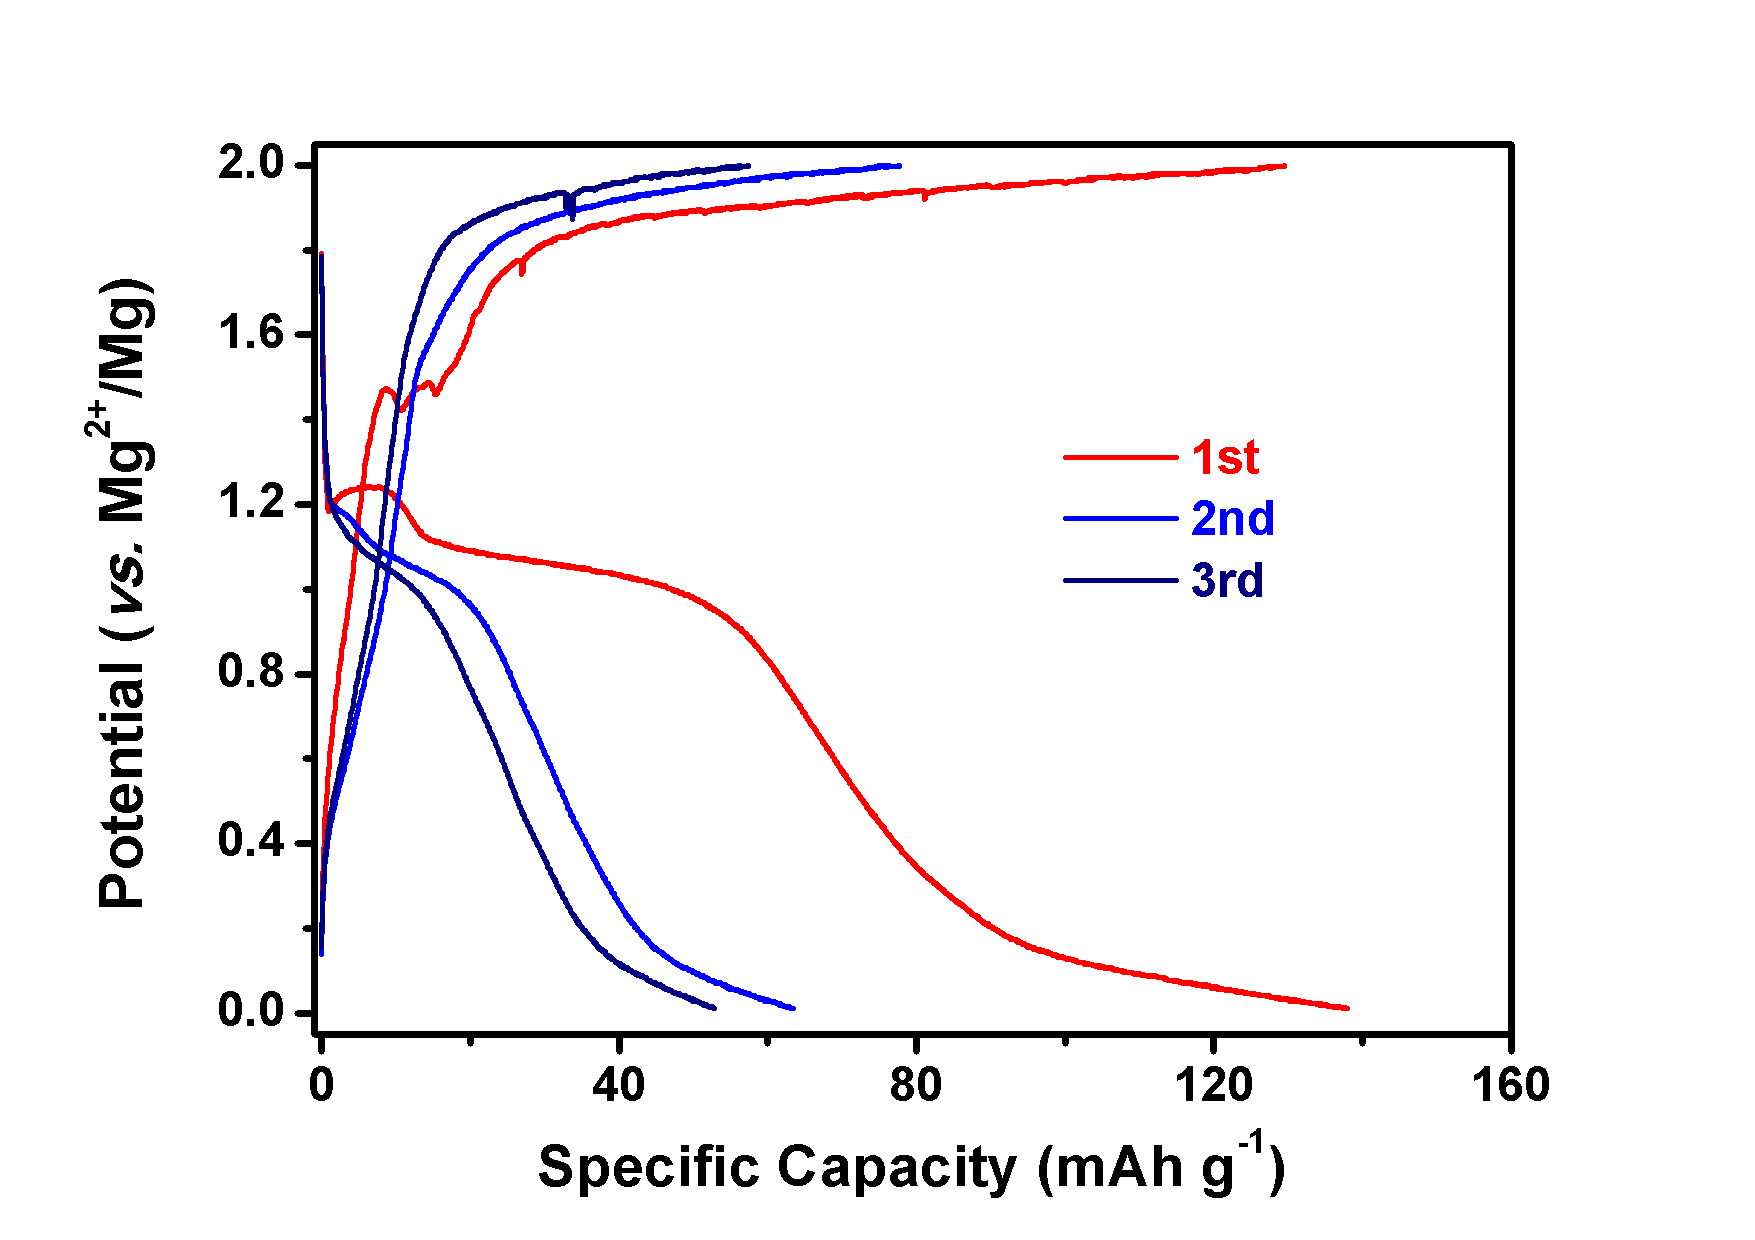 2.0
1.6
1.2
0.8
0.4
0.0
Potential (vs. Mg²⁺/Mg)
1st
2nd
3rd
0 40 80 120 160
Specific Capacity (mAh g⁻¹)